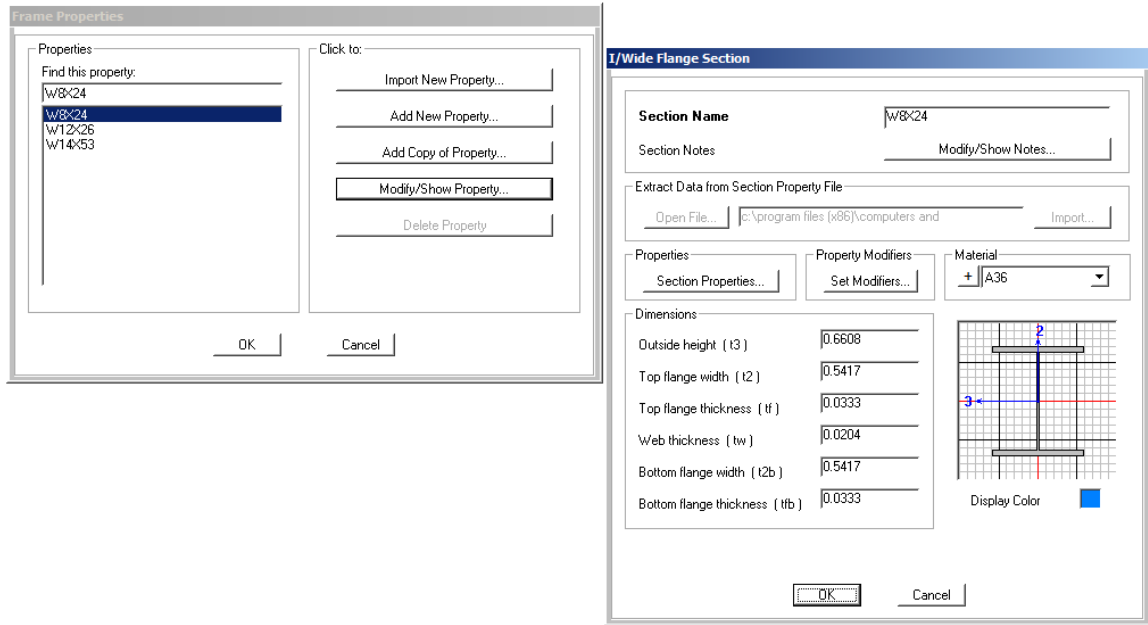 Frame Properties
Properties
Find this property:
W8X24
W8X24
W12X26
W14X53
Click to:
Import New Property...
Add New Property...
Add Copy of Property...
Modify/Show Property...
Delete Property
OK
Cancel
I/Wide Flange Section
Section Name
W8X24
Section Notes
Modify/Show Notes...
Extract Data from Section Property File
Open File...
c:\program files (x86)\computers and
Import...
Properties
Section Properties...
Property Modifiers
Set Modifiers...
Material
+
A36
Dimensions
Outside height ( t3 )
0.6608
Top flange width ( t2 )
0.5417
Top flange thickness ( tf )
0.0333
Web thickness ( tw )
0.0204
Bottom flange width ( t2b )
0.5417
Bottom flange thickness ( tfb )
0.0333
2
3
Display Color
OK
Cancel